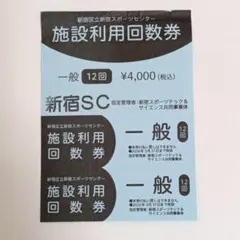 新宿区立新宿スポーツセンター
施設利用回数券
一般 12回 ¥4,000(税込)
新宿SC 指定管理者:新宿スポーツテック&
サイエンス共同事業体
新宿区立新宿スポーツセンター
施設利用
回数券
一般 12回
新宿区立新宿スポーツセンター
施設利用
回数券
一般 12回